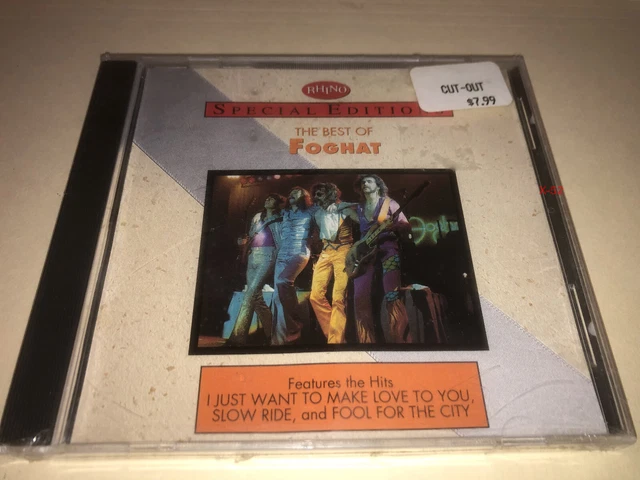 RHINO
CUT-OUT
$7.99
SPECIAL EDITIONS
THE BEST OF
FOGHAT
Features the Hits
I JUST WANT TO MAKE LOVE TO YOU,
SLOW RIDE, and FOOL FOR THE CITY